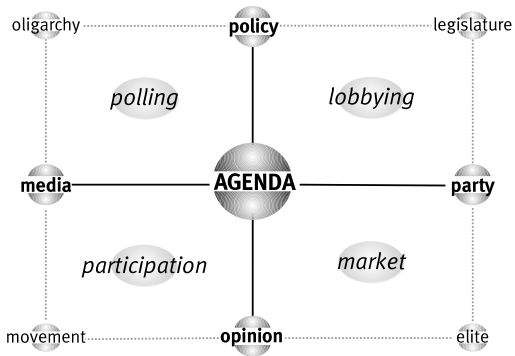 oligarchy
policy
legislature
polling
lobbying
media
AGENDA
party
participation
market
movement
opinion
elite